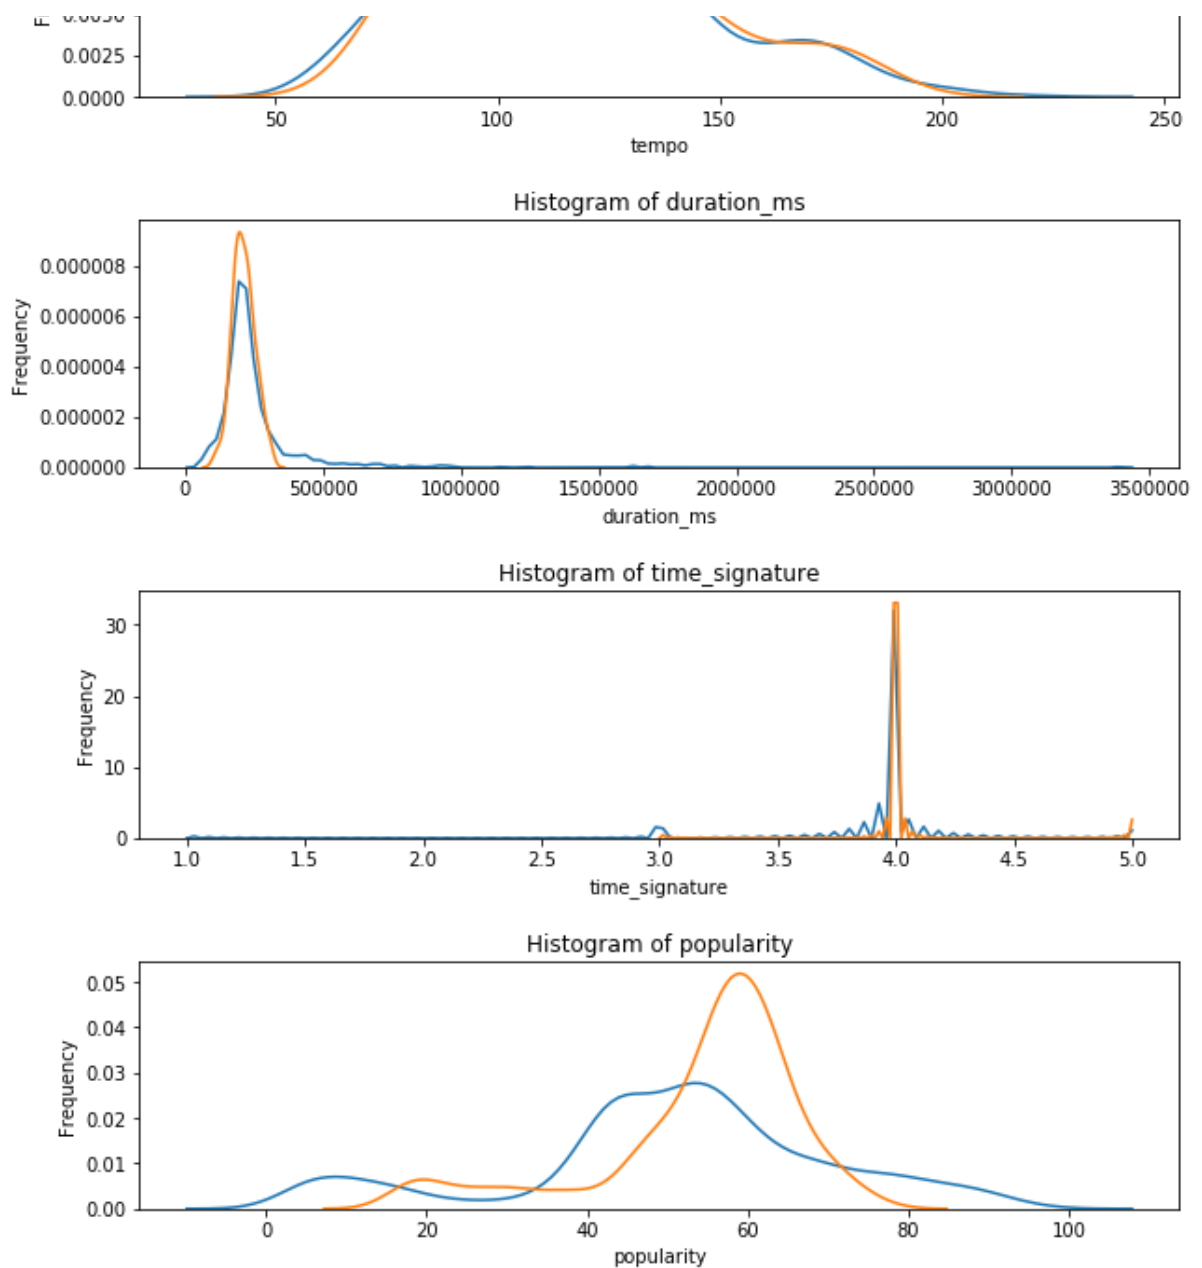 0.0050
0.0025
0.0000
50 100 150 200 250
tempo
Histogram of duration_ms
Frequency
0.000008
0.000006
0.000004
0.000002
0.000000
0 500000 1000000 1500000 2000000 2500000 3000000 3500000
duration_ms
Histogram of time_signature
Frequency
30
20
10
0
1.0 1.5 2.0 2.5 3.0 3.5 4.0 4.5 5.0
time_signature
Histogram of popularity
Frequency
0.05
0.04
0.03
0.02
0.01
0.00
0 20 40 60 80 100
popularity